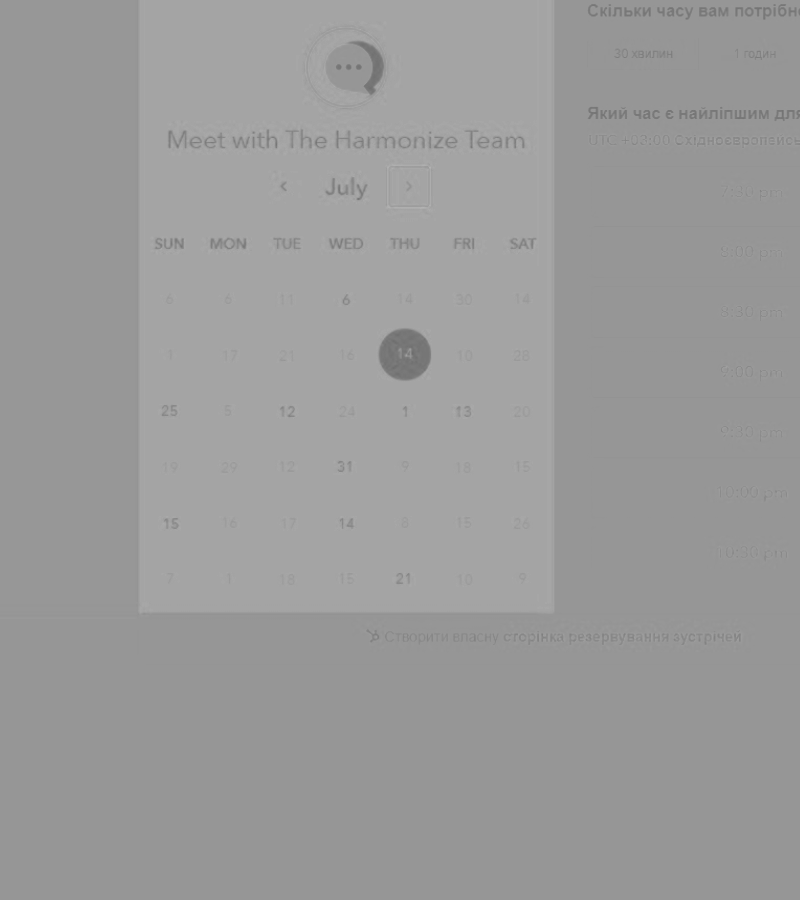 Meet with The Harmonize Team
July
SUN MON TUE WED THU FRI SAT
6 6 11 6 14 30 14
1 17 21 16 14 10 28
25 5 12 24 1 13 20
19 29 12 31 9 18 15
15 16 17 14 8 15 26
7 1 18 15 21 10 9
Скільки часу вам потрібно
30 хвилин 1 годин
Який час є найліпшим для
UTC +03:00 Східноєвропейськ
7:30 pm
8:00 pm
8:30 pm
9:00 pm
9:30 pm
10:00 pm
10:30 pm
Створити власну сторінка резервування зустрічей